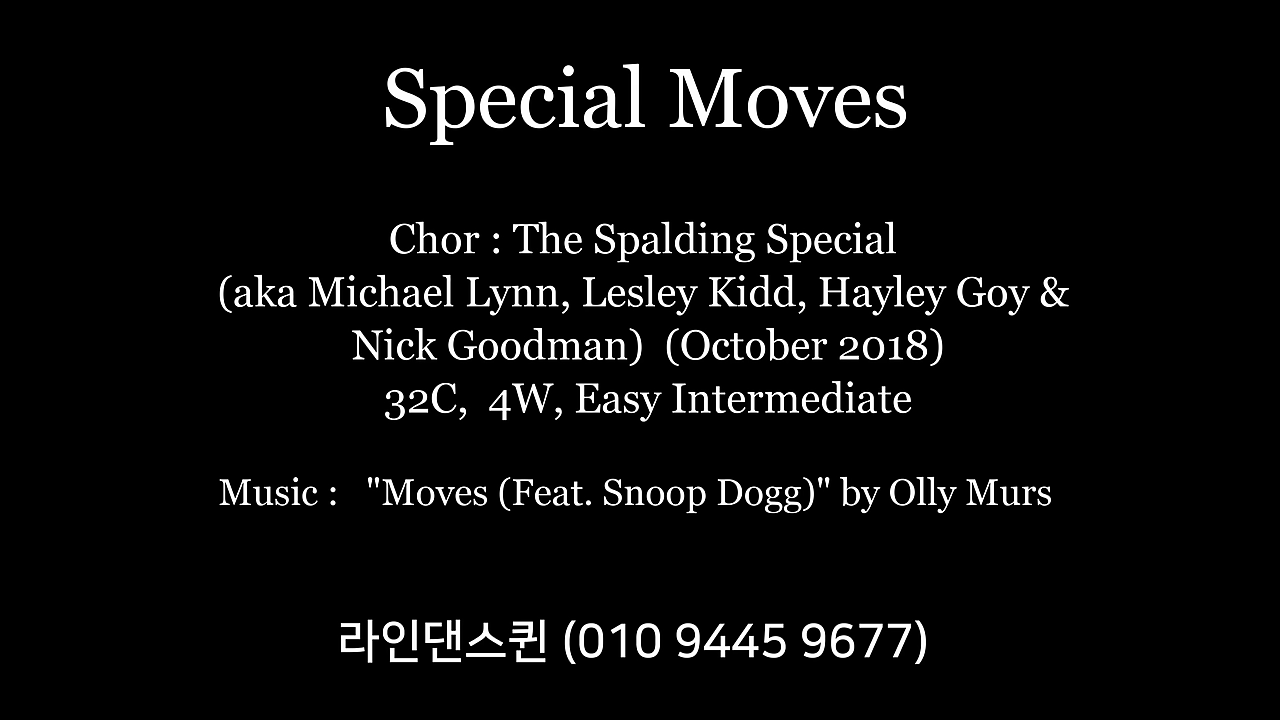 Special Moves
Chor : The Spalding Special
(aka Michael Lynn, Lesley Kidd, Hayley Goy &
Nick Goodman)  (October 2018)
32C,  4W, Easy Intermediate
Music :   "Moves (Feat. Snoop Dogg)" by Olly Murs
라인댄스퀸 (010 9445 9677)